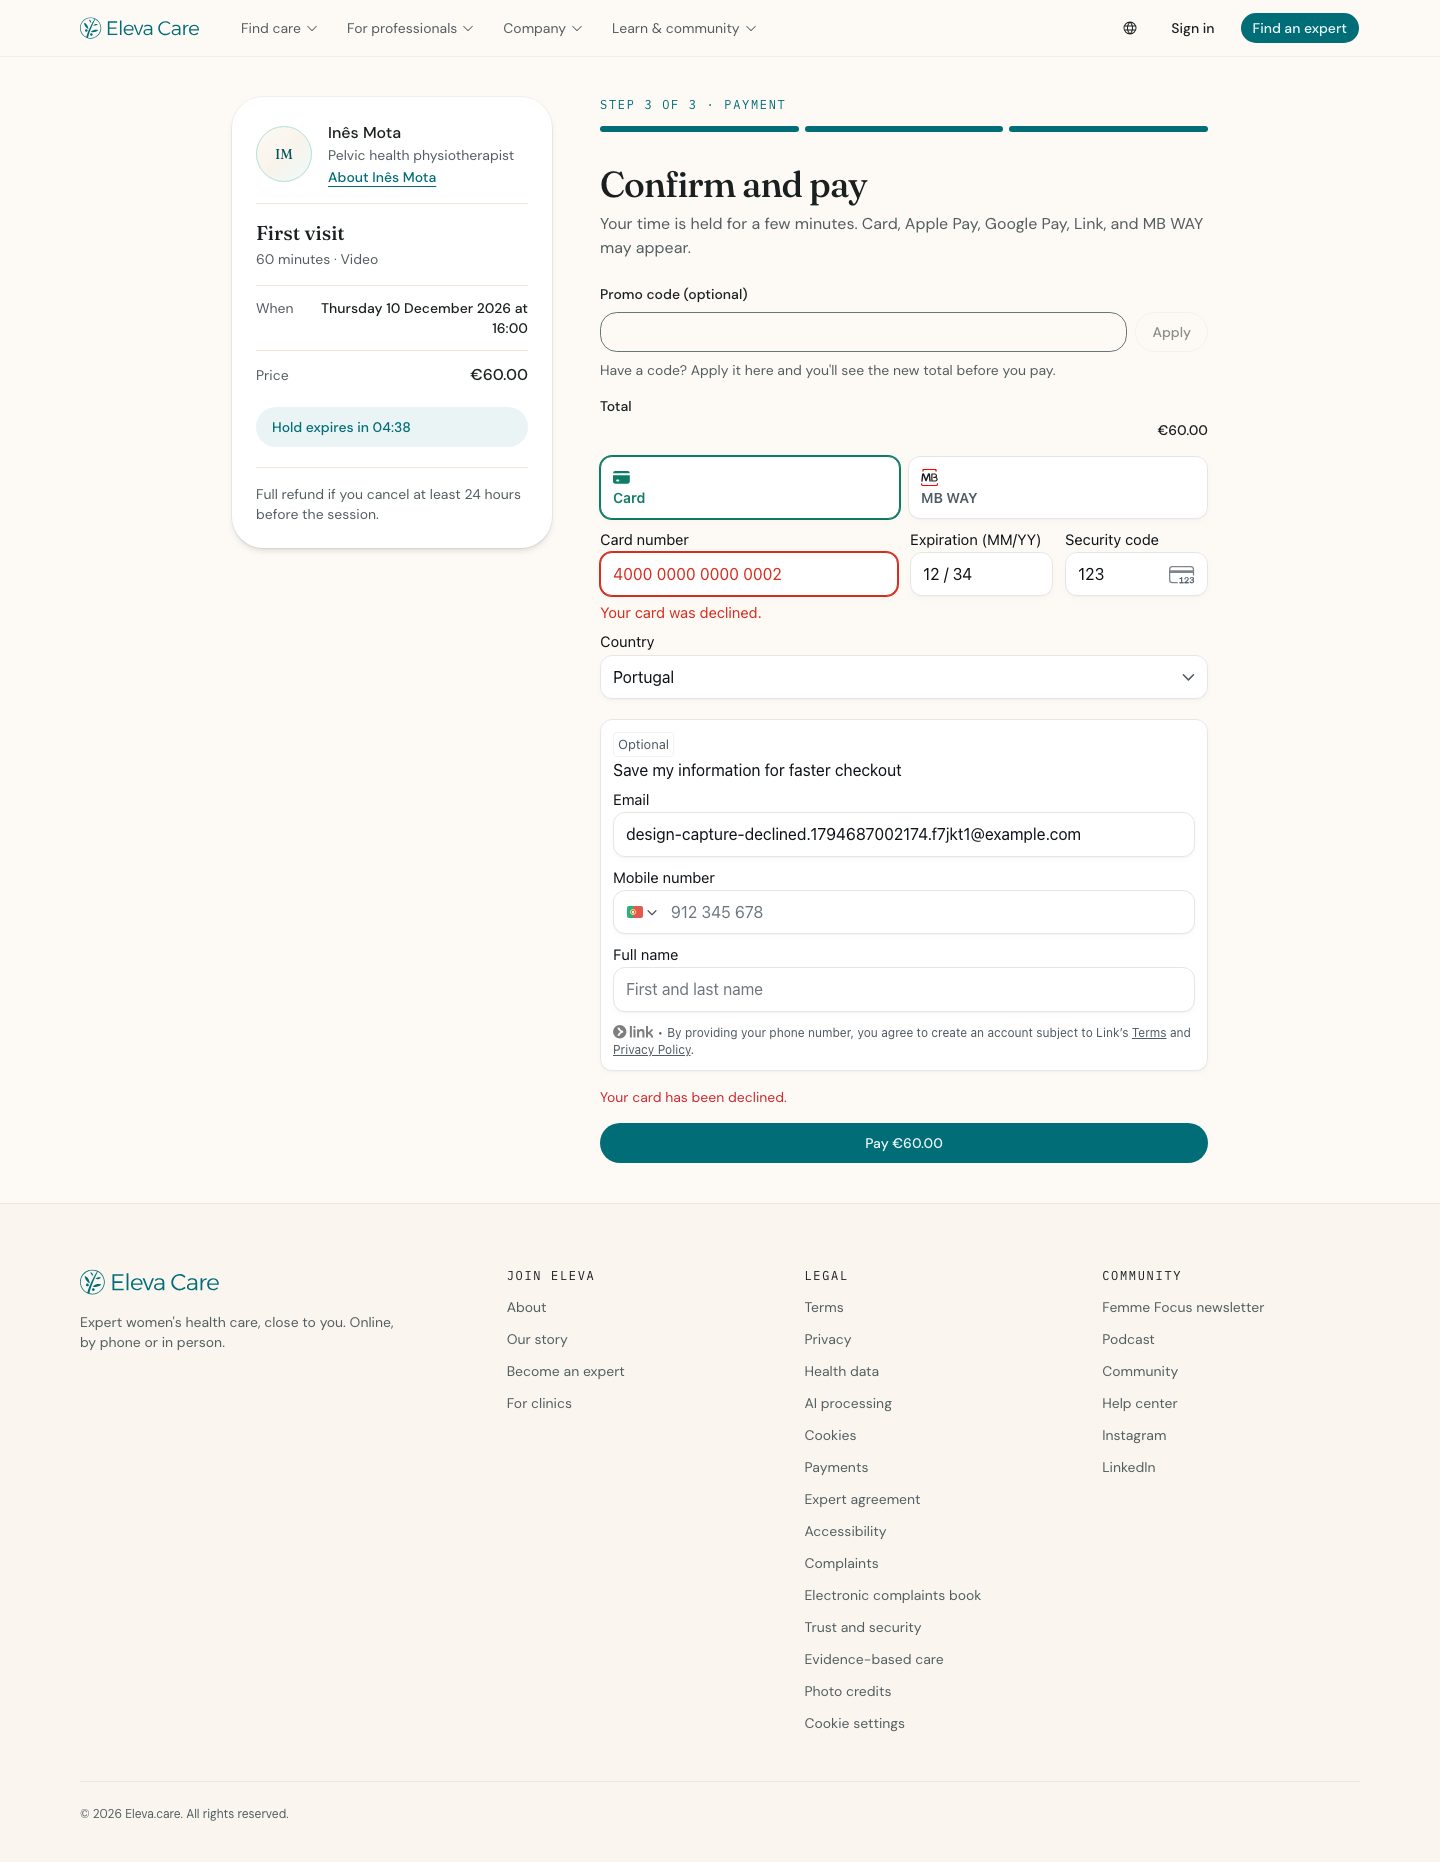 Eleva Care
Find care
For professionals
Company
Learn & community
Sign in
Find an expert
IM
Inês Mota
Pelvic health physiotherapist
About Inês Mota
First visit
60 minutes · Video
When
Thursday 10 December 2026 at
16:00
Price
€60.00
Hold expires in 04:38
Full refund if you cancel at least 24 hours
before the session.
STEP 3 OF 3 · PAYMENT
Confirm and pay
Your time is held for a few minutes. Card, Apple Pay, Google Pay, Link, and MB WAY
may appear.
Promo code (optional)
Apply
Have a code? Apply it here and you'll see the new total before you pay.
Total
€60.00
Card
MB
MB WAY
Card number
Expiration (MM/YY)
Security code
4000 0000 0000 0002
12 / 34
123
123
Your card was declined.
Country
Portugal
Optional
Save my information for faster checkout
Email
design-capture-declined.1794687002174.f7jkt1@example.com
Mobile number
912 345 678
Full name
First and last name
link • By providing your phone number, you agree to create an account subject to Link's Terms and
Privacy Policy.
Your card has been declined.
Pay €60.00
Eleva Care
Expert women's health care, close to you. Online,
by phone or in person.
JOIN ELEVA
About
Our story
Become an expert
For clinics
LEGAL
Terms
Privacy
Health data
AI processing
Cookies
Payments
Expert agreement
Accessibility
Complaints
Electronic complaints book
Trust and security
Evidence-based care
Photo credits
Cookie settings
COMMUNITY
Femme Focus newsletter
Podcast
Community
Help center
Instagram
LinkedIn
© 2026 Eleva.care. All rights reserved.